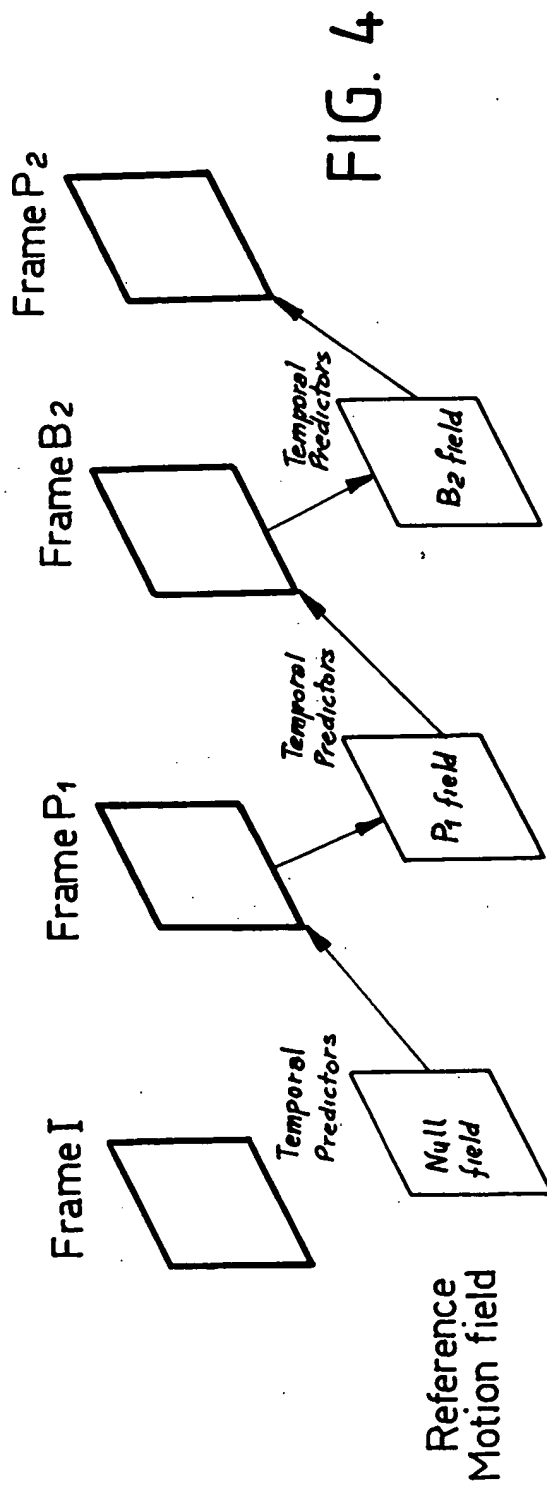 Frame I
Frame P1
Frame B2
Frame P2
Temporal
Predictors
Temporal
Predictors
Temporal
Predictors
Reference
Motion field
Null
field
P1 field
B2 field
FIG. 4